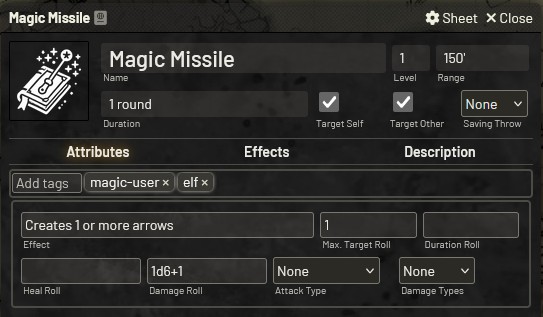 Magic Missile Sheet Close
Magic Missile 1 150'
Name Level Range
1 round None
Duration Target Self Target Other Saving Throw
Attributes Effects Description
Add tags magic-user × elf ×
Creates 1 or more arrows 1
Effect Max. Target Roll Duration Roll
1d6+1 None None
Heal Roll Damage Roll Attack Type Damage Types